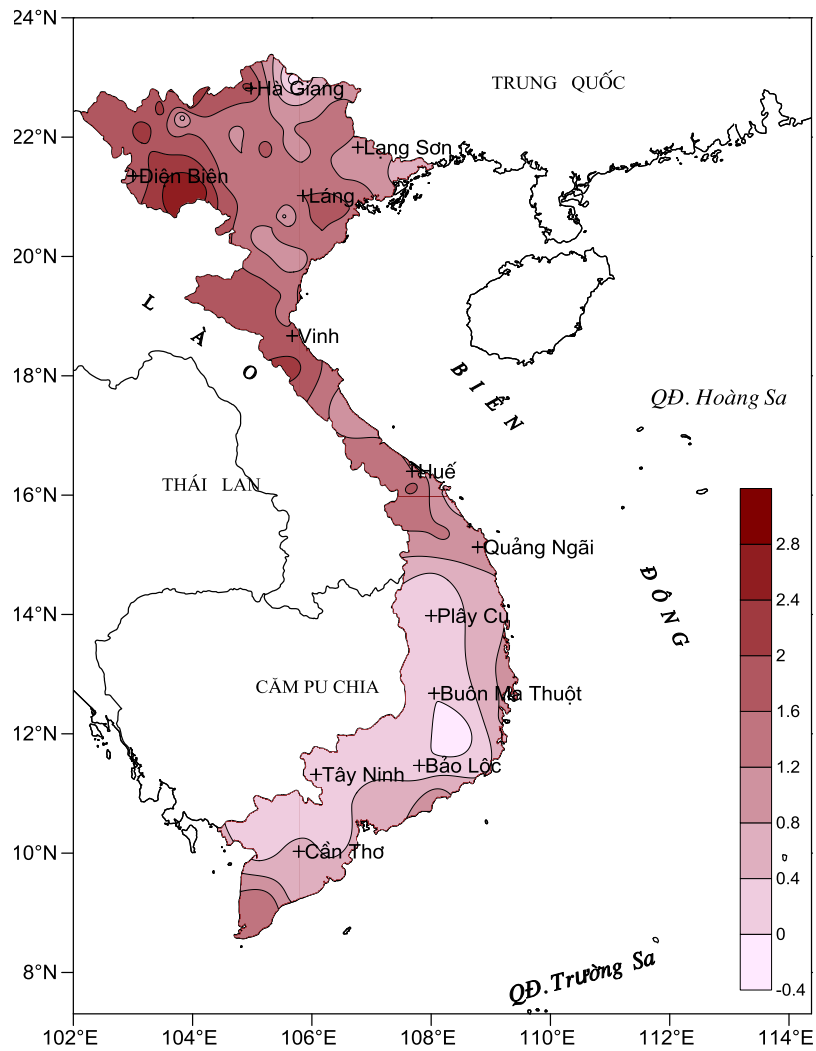 24°N
22°N
20°N
18°N
16°N
14°N
12°N
10°N
8°N
TRUNG QUỐC
Hà Giang
Lang Sơn
Điện Biên
Láng
L À O
Vinh
BIỂN
QĐ. Hoàng Sa
THÁI LAN
Huế
Quảng Ngãi
ĐÔNG
Plây Cu
CĂM PU CHIA
Buôn Ma Thuột
Bảo Lộc
Tây Ninh
Cần Thơ
QĐ. Trường Sa
2.8
2.4
2
1.6
1.2
0.8
0.4
0
-0.4
102°E
104°E
106°E
108°E
110°E
112°E
114°E